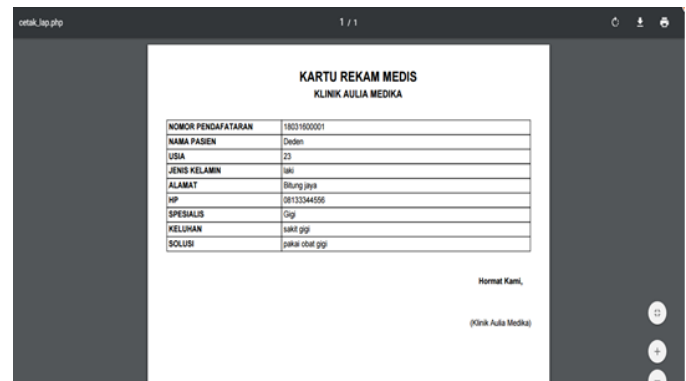 cetak_lap.php
1 / 1
KARTU REKAM MEDIS
KLINIK AULIA MEDIKA
NOMOR PENDAFATARAN 18031600001
NAMA PASIEN Deden
USIA 23
JENIS KELAMIN laki
ALAMAT Bitung jaya
HP 08133344556
SPESIALIS Gigi
KELUHAN sakit gigi
SOLUSI pakai obat gigi
Hormat Kami,
(Klinik Aulia Medika)